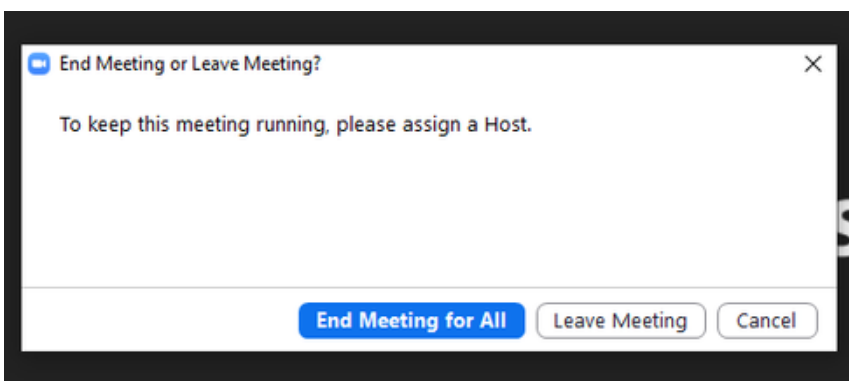 End Meeting or Leave Meeting?
To keep this meeting running, please assign a Host.
End Meeting for All
Leave Meeting
Cancel